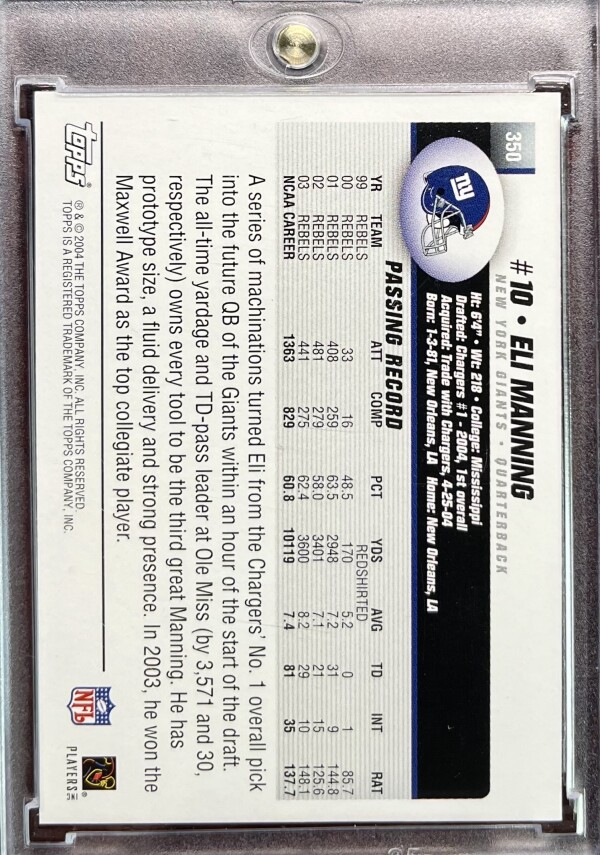 350
NY
# 10 • ELI MANNING
NEW YORK GIANTS • QUARTERBACK
Ht: 6'4" • Wt: 218 • College: Mississippi
Drafted: Chargers #1 - 2004, 1st overall
Acquired: Trade with Chargers, 4-25-04
Born: 1-3-81, New Orleans, LA Home: New Orleans, LA
PASSING RECORD
YR TEAM ATT COMP PCT YDS AVG TD INT RAT
99 REBELS REDSHIRTED
00 REBELS 33 16 48.5 170 5.2 0 1 85.7
01 REBELS 408 259 63.5 2948 7.2 31 9 144.8
02 REBELS 481 279 58.0 3401 7.1 21 15 125.6
03 REBELS 441 275 62.4 3600 8.2 29 10 148.1
NCAA CAREER 1363 829 60.8 10119 7.4 81 35 137.7
A series of machinations turned Eli from the Chargers' No. 1 overall pick
into the future QB of the Giants within an hour of the start of the draft.
The all-time yardage and TD-pass leader at Ole Miss (by 3,571 and 30,
respectively) owns every tool to be the third great Manning. He has
prototype size, a fluid delivery and strong presence. In 2003, he won the
Maxwell Award as the top collegiate player.
Topps®
® & © 2004 THE TOPPS COMPANY, INC. ALL RIGHTS RESERVED.
TOPPS IS A REGISTERED TRADEMARK OF THE TOPPS COMPANY, INC.
NFL
PLAYERS INC